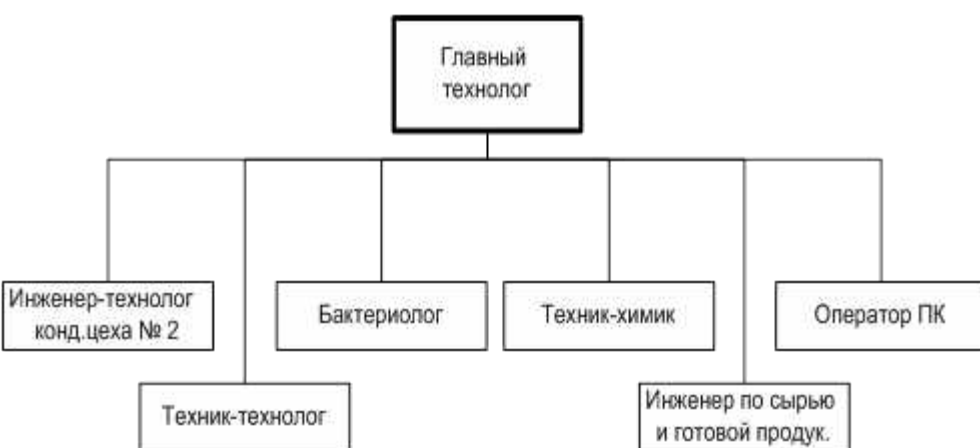 Главный
технолог
Инженер-технолог
конд.цеха № 2
Бактериолог
Техник-химик
Оператор ПК
Техник-технолог
Инженер по сырью
и готовой продук.